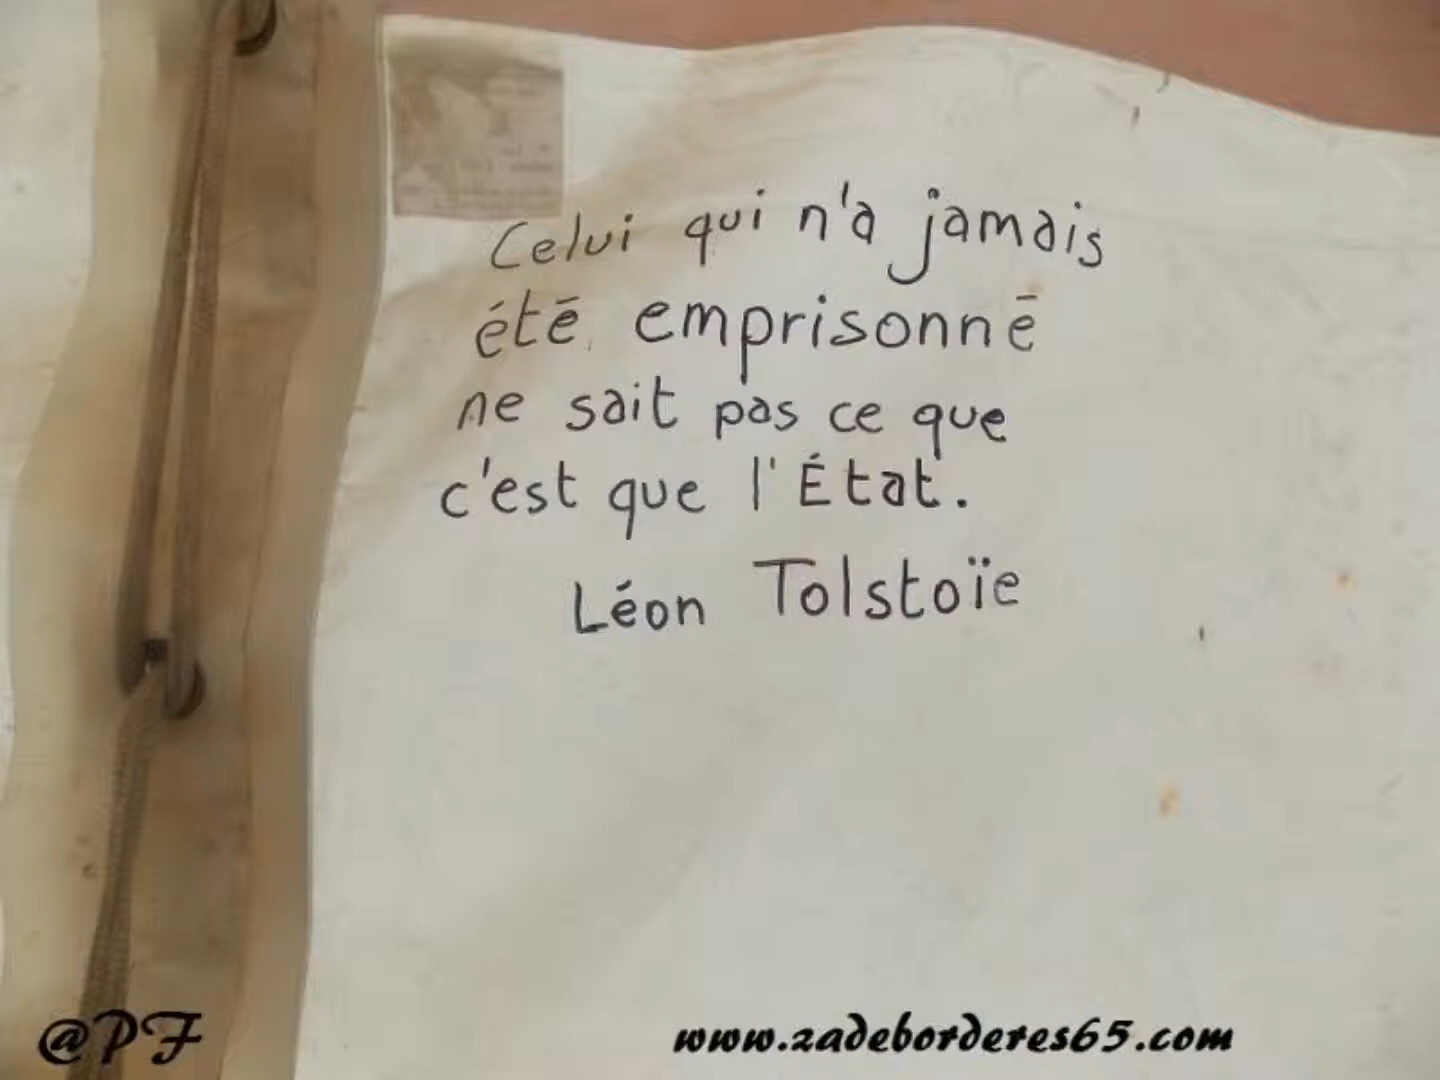 Celui qui n'a jamais
été emprisonné
ne sait pas ce que
c'est que l'État.
Léon Tolstoïe
@PF
www.zadeborderes65.com